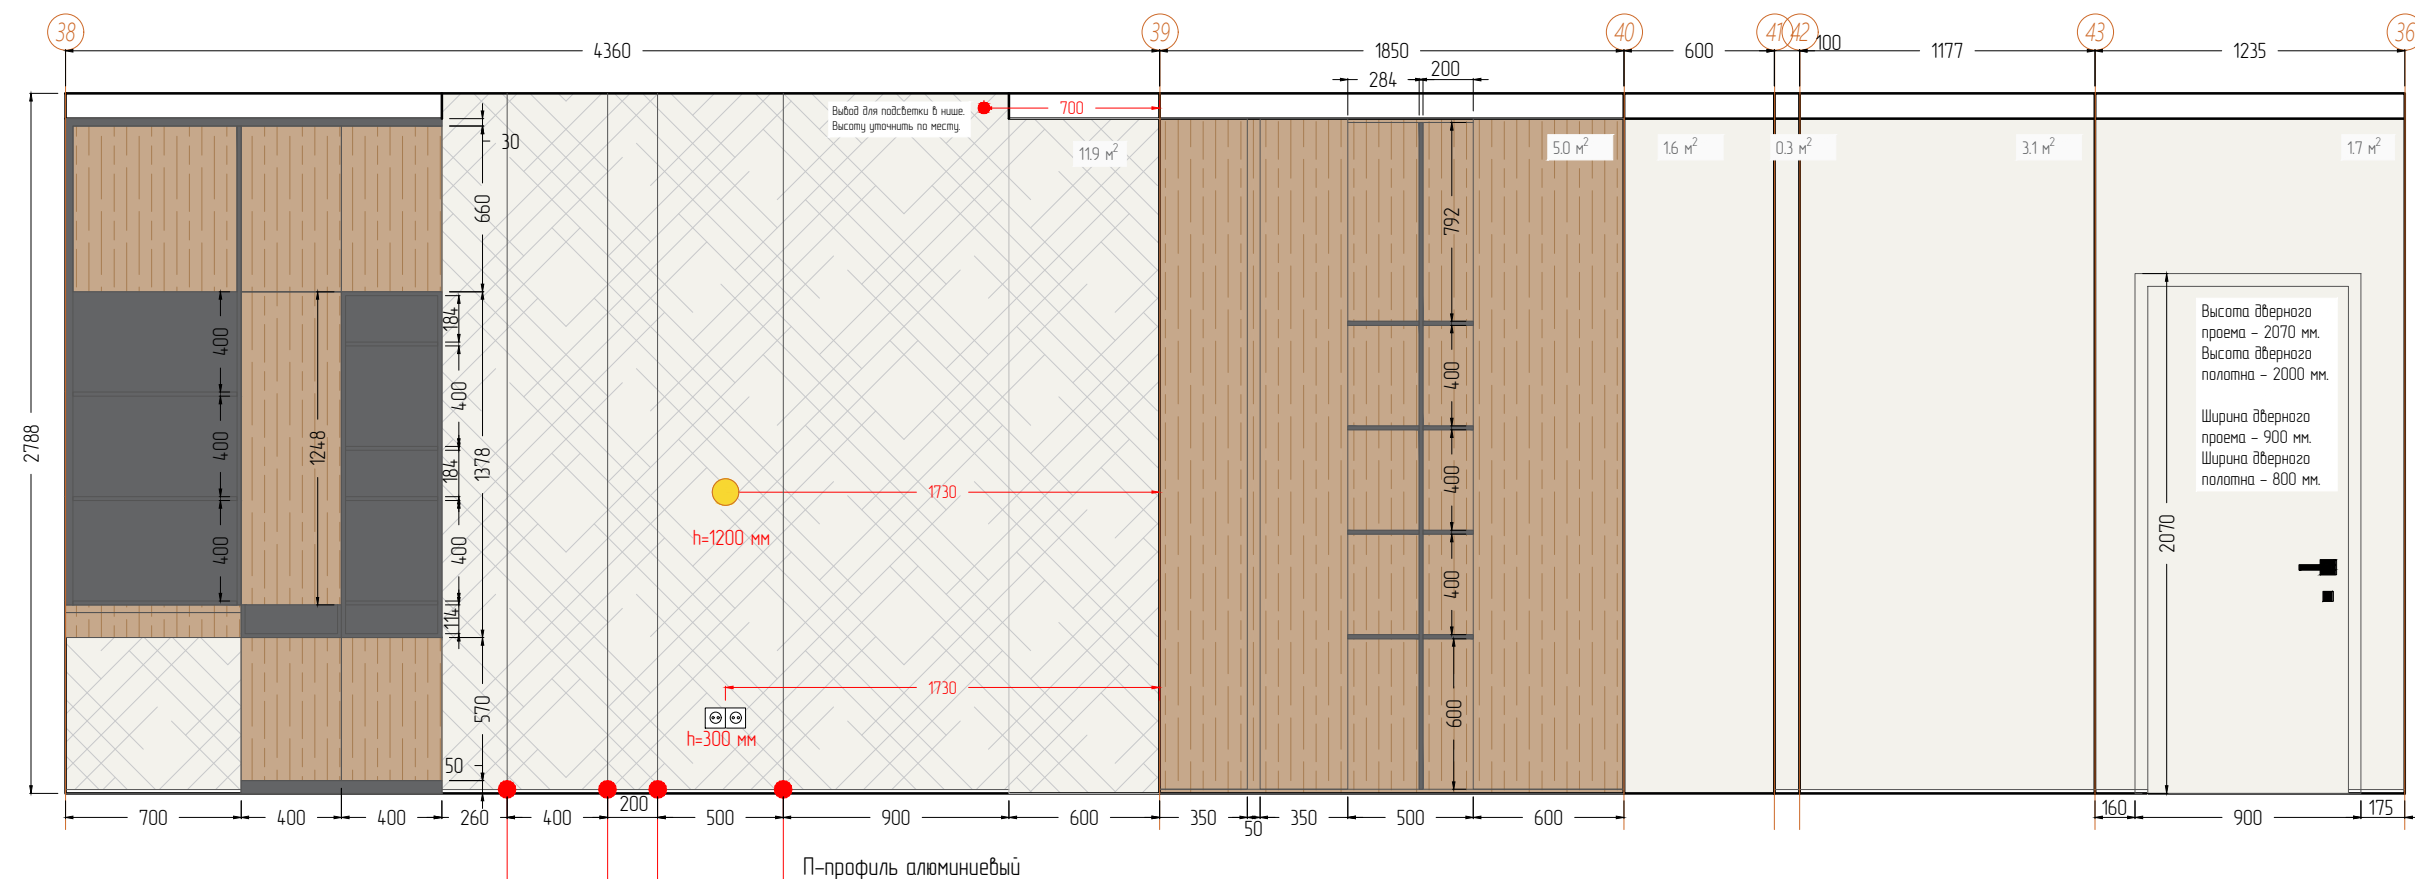 38
39
40
41
42
43
36
4360
1850
600
100
1177
1235
284
200
Вывод для подсветки в нише.
Высоту уточнить по месту.
700
11.9 м²
5.0 м²
1.6 м²
0.3 м²
3.1 м²
1.7 м²
2788
30
660
792
400
400
400
1248
184
400
184
400
114
1378
570
50
400
400
400
600
1730
h=1200 мм
1730
h=300 мм
Высота дверного
проема - 2070 мм.
Высота дверного
полотна - 2000 мм.
Ширина дверного
проема - 900 мм.
Ширина дверного
полотна - 800 мм.
2070
700
400
400
260
400
200
500
900
600
350
50
350
500
600
160
900
175
П-профиль алюминиевый